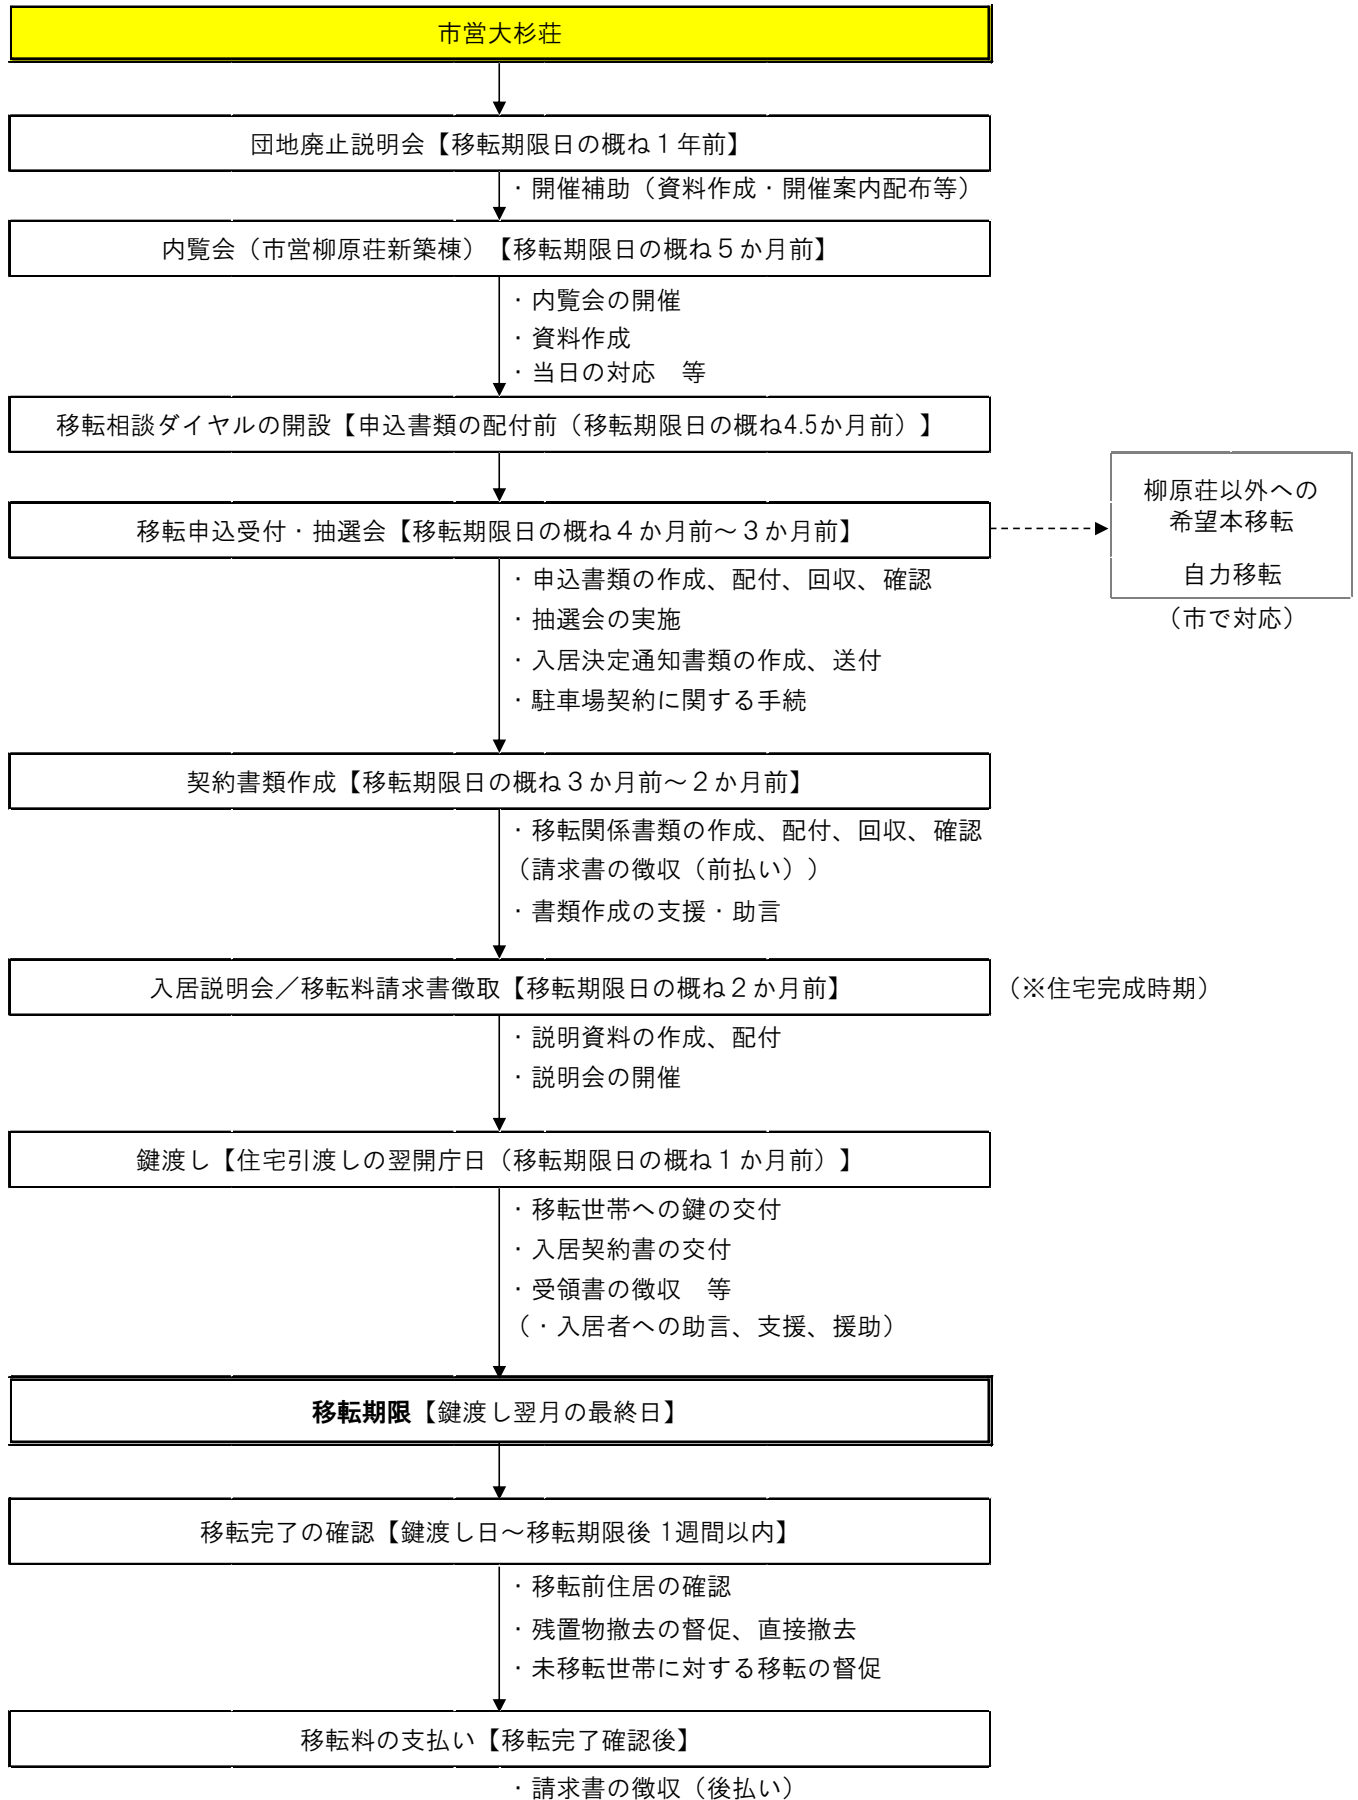 市営大杉荘
団地廃止説明会【移転期限日の概ね１年前】
・開催補助（資料作成・開催案内配布等）
内覧会（市営柳原荘新築棟）【移転期限日の概ね５か月前】
・内覧会の開催
・資料作成
・当日の対応　等
移転相談ダイヤルの開設【申込書類の配付前（移転期限日の概ね4.5か月前）】
移転申込受付・抽選会【移転期限日の概ね４か月前～３か月前】
柳原荘以外への
希望本移転
自力移転
（市で対応）
・申込書類の作成、配付、回収、確認
・抽選会の実施
・入居決定通知書類の作成、送付
・駐車場契約に関する手続
契約書類作成【移転期限日の概ね３か月前～２か月前】
・移転関係書類の作成、配付、回収、確認
（請求書の徴収（前払い））
・書類作成の支援・助言
入居説明会／移転料請求書徴取【移転期限日の概ね２か月前】
（※住宅完成時期）
・説明資料の作成、配付
・説明会の開催
鍵渡し【住宅引渡しの翌開庁日（移転期限日の概ね１か月前）】
・移転世帯への鍵の交付
・入居契約書の交付
・受領書の徴収　等
（・入居者への助言、支援、援助）
移転期限【鍵渡し翌月の最終日】
移転完了の確認【鍵渡し日～移転期限後 1週間以内】
・移転前住居の確認
・残置物撤去の督促、直接撤去
・未移転世帯に対する移転の督促
移転料の支払い【移転完了確認後】
・請求書の徴収（後払い）